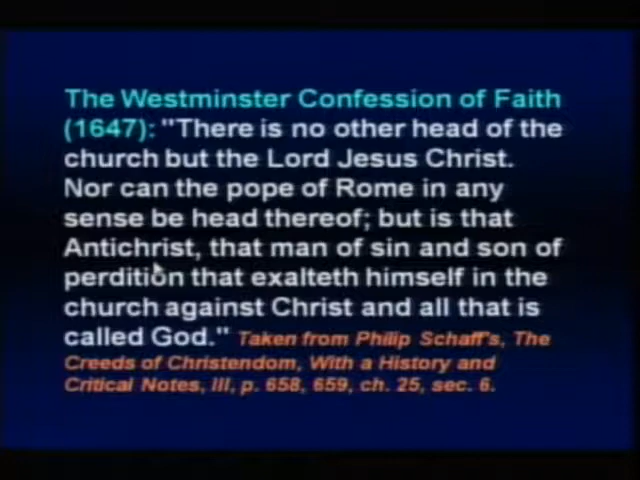 The Westminster Confession of Faith
(1647): "There is no other head of the
church but the Lord Jesus Christ.
Nor can the pope of Rome in any
sense be head thereof; but is that
Antichrist, that man of sin and son of
perdition that exalteth himself in the
church against Christ and all that is
called God." Taken from Philip Schaff's, The
Creeds of Christendom, With a History and
Critical Notes, III, p. 658, 659, ch. 25, sec. 6.